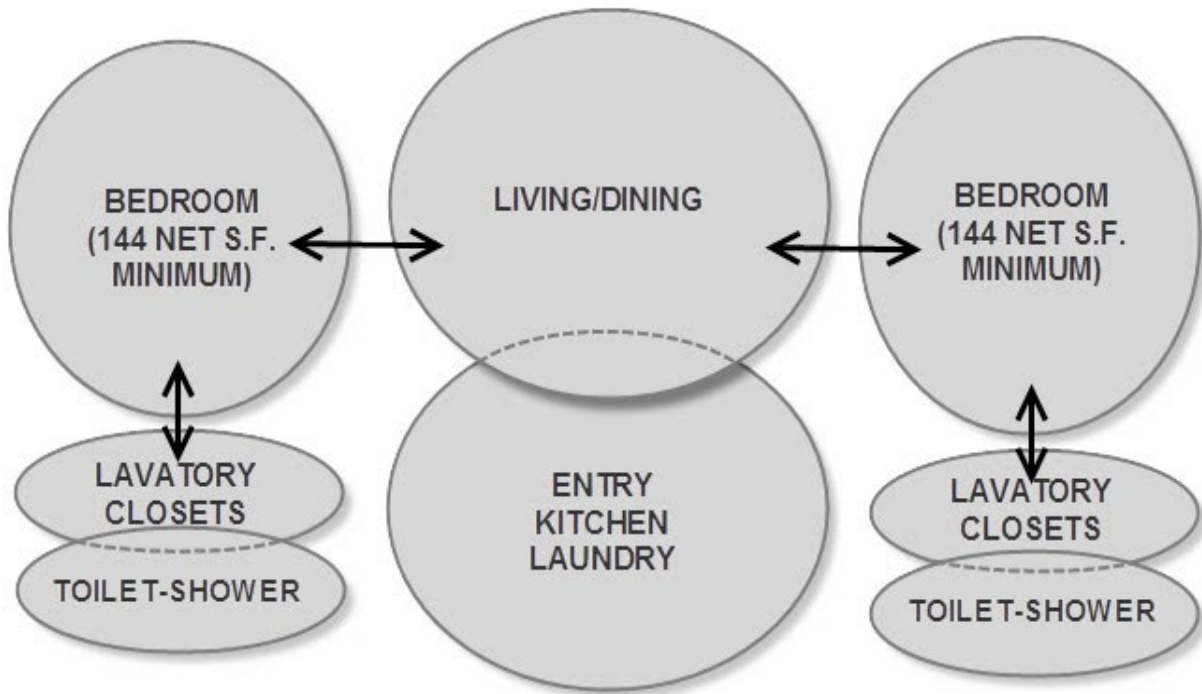 BEDROOM
(144 NET S.F.
MINIMUM)
LIVING/DINING
BEDROOM
(144 NET S.F.
MINIMUM)
LAVATORY
CLOSETS
TOILET-SHOWER
ENTRY
KITCHEN
LAUNDRY
LAVATORY
CLOSETS
TOILET-SHOWER